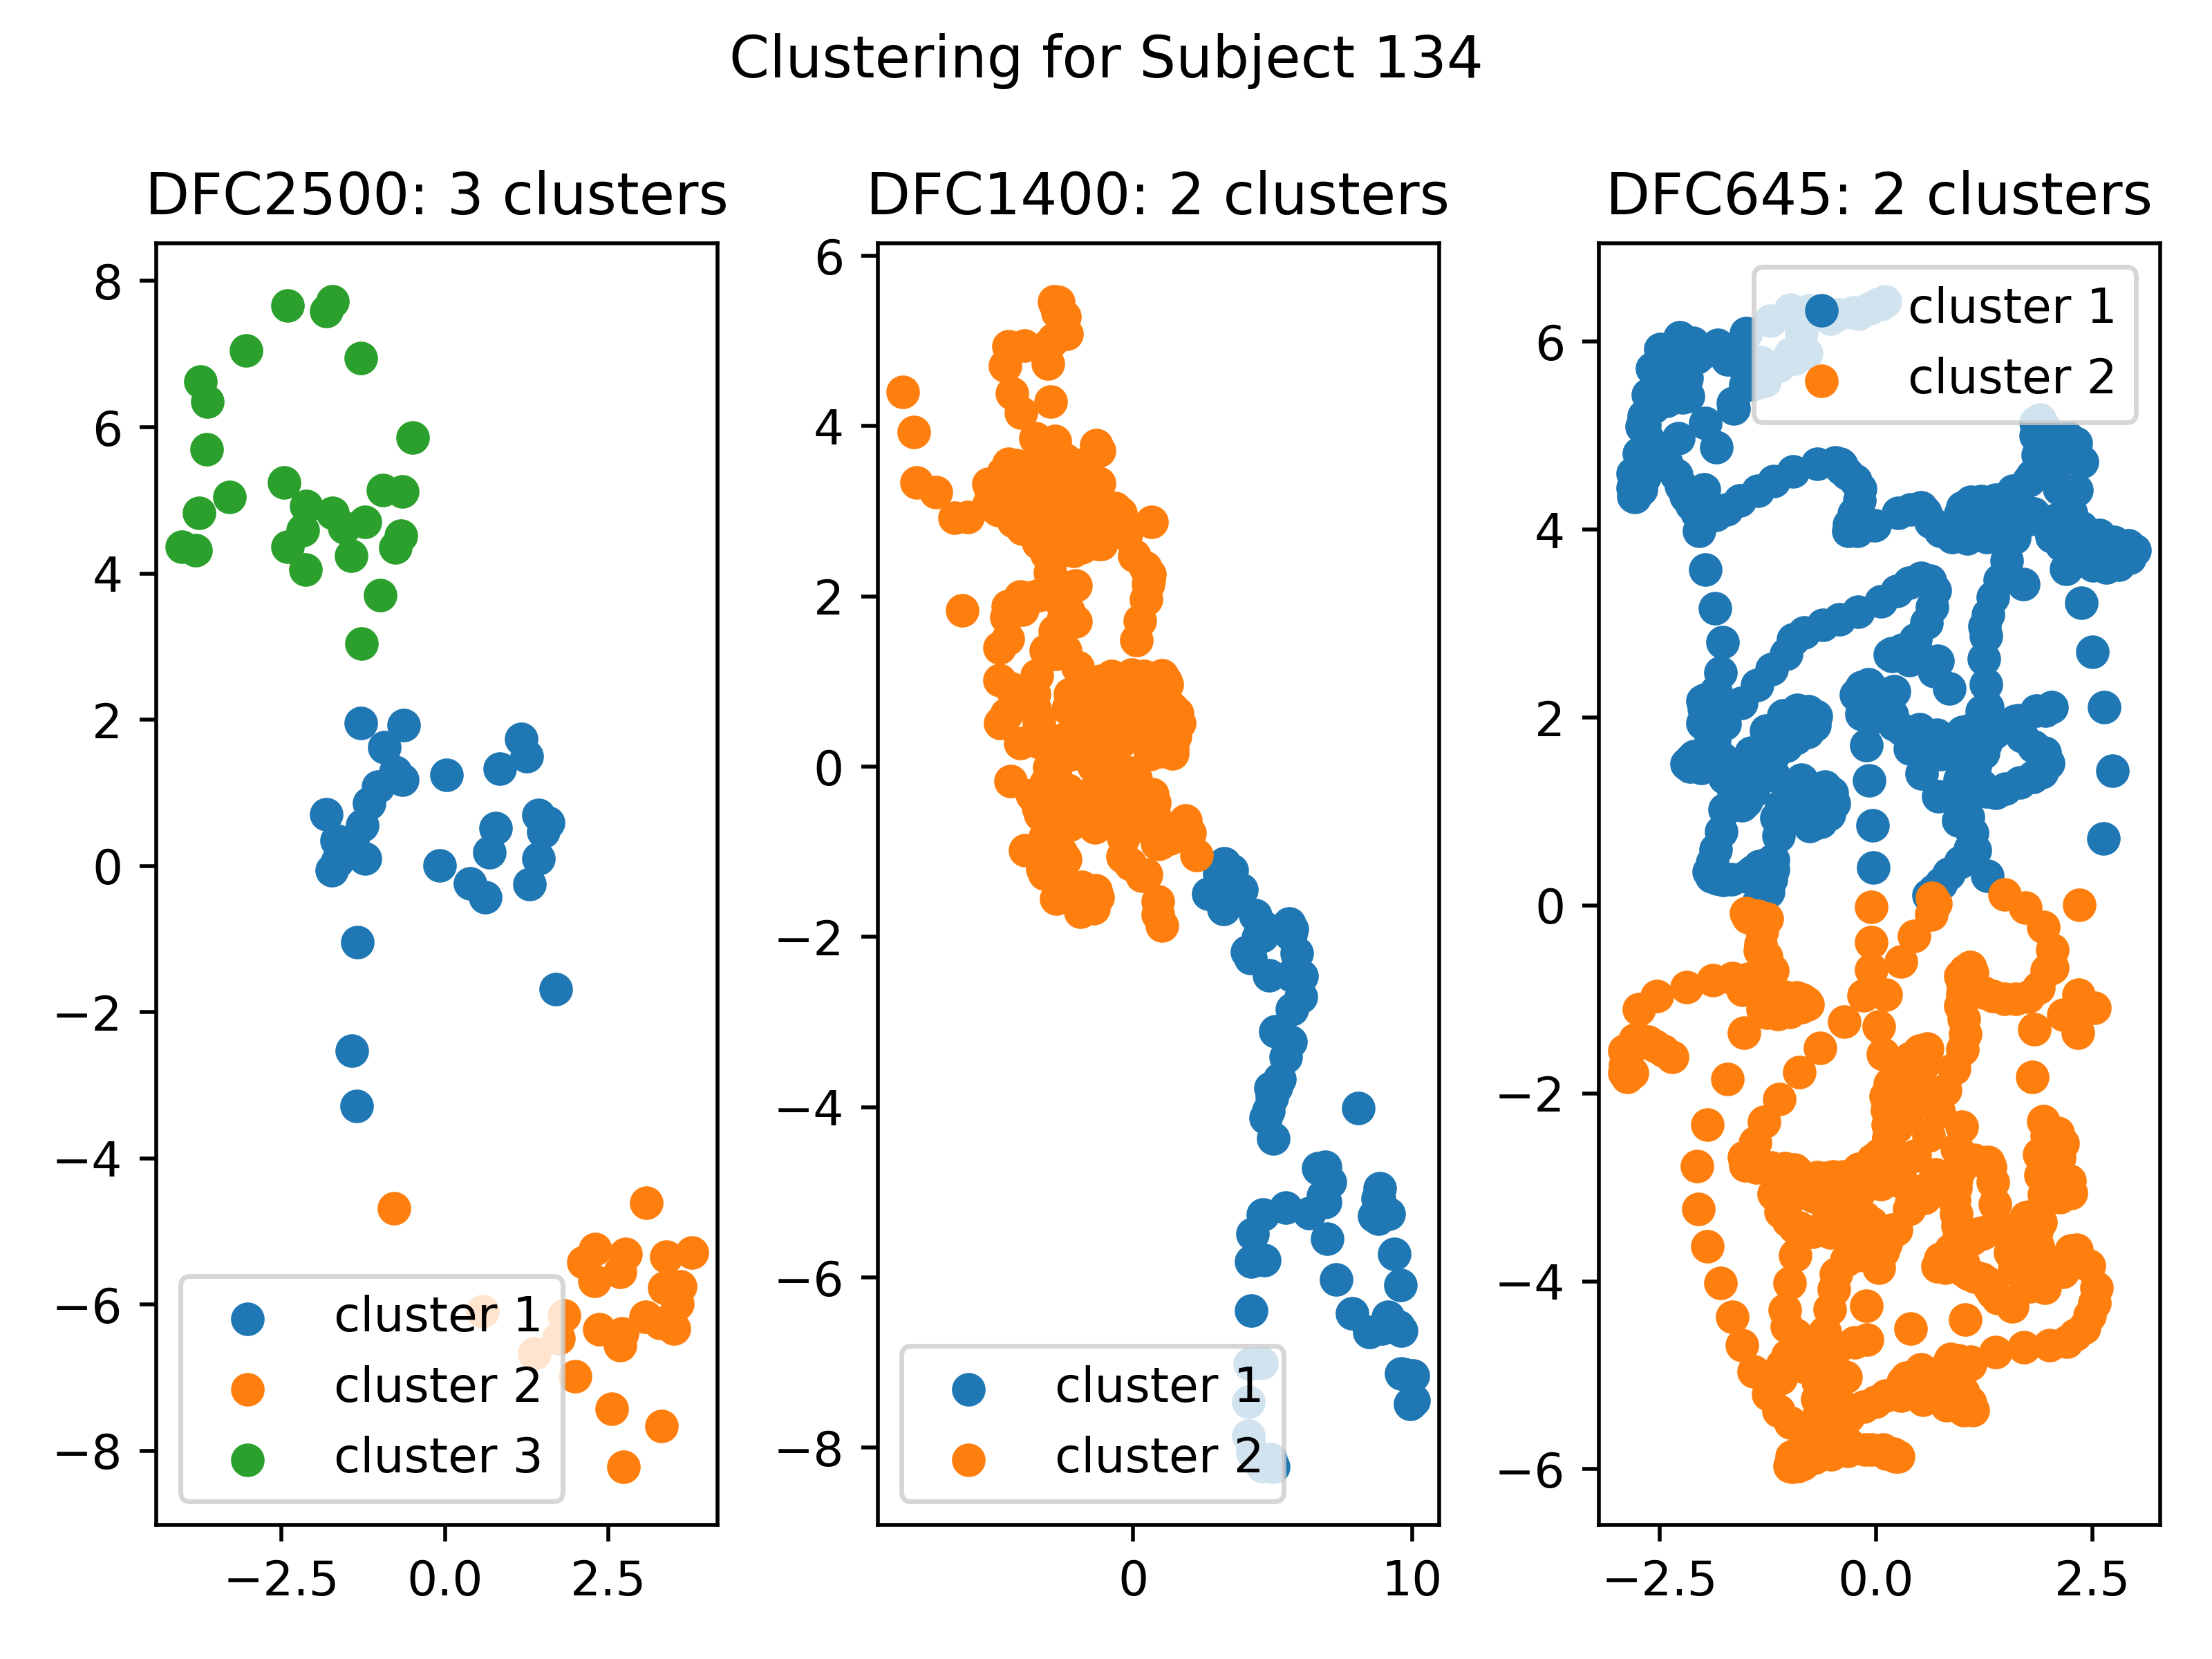 Clustering for Subject 134
DFC2500: 3 clusters
8
6
4
2
0
−2
−4
−6
−8
−2.5
0.0
2.5
cluster 1
cluster 2
cluster 3
DFC1400: 2 clusters
6
4
2
0
−2
−4
−6
−8
0
10
cluster 1
cluster 2
DFC645: 2 clusters
6
4
2
0
−2
−4
−6
−2.5
0.0
2.5
cluster 1
cluster 2